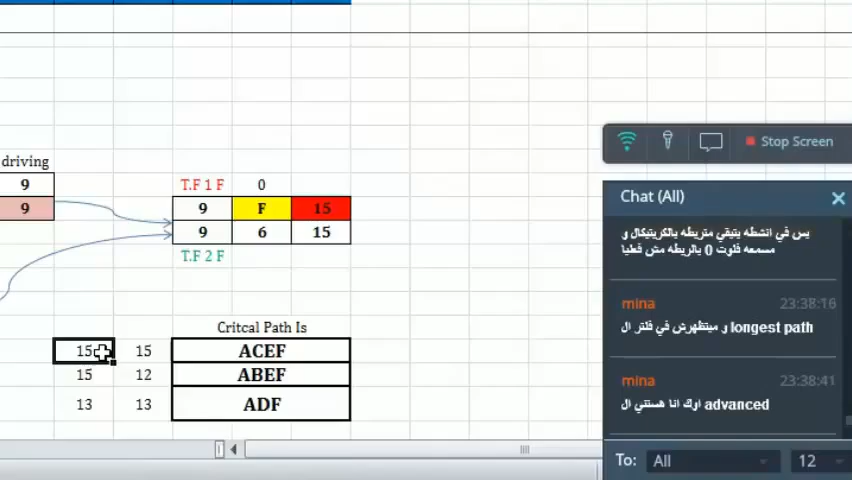 driving
9
9
T.F 1 F 0
9 F 15
9 6 15
T.F 2 F
Critcal Path Is
15 15 ACEF
15 12 ABEF
13 13 ADF
Stop Screen
Chat (All)
بس في انشطه بتبقي متربطه بالكريتيكال و
مسمعه فلوت 0) بالربطه مش فعليا
mina 23:38:16
و مبتظهرش في فلتر ال longest path
mina 23:38:41
اوك انا هستني ال advanced
To: All 12